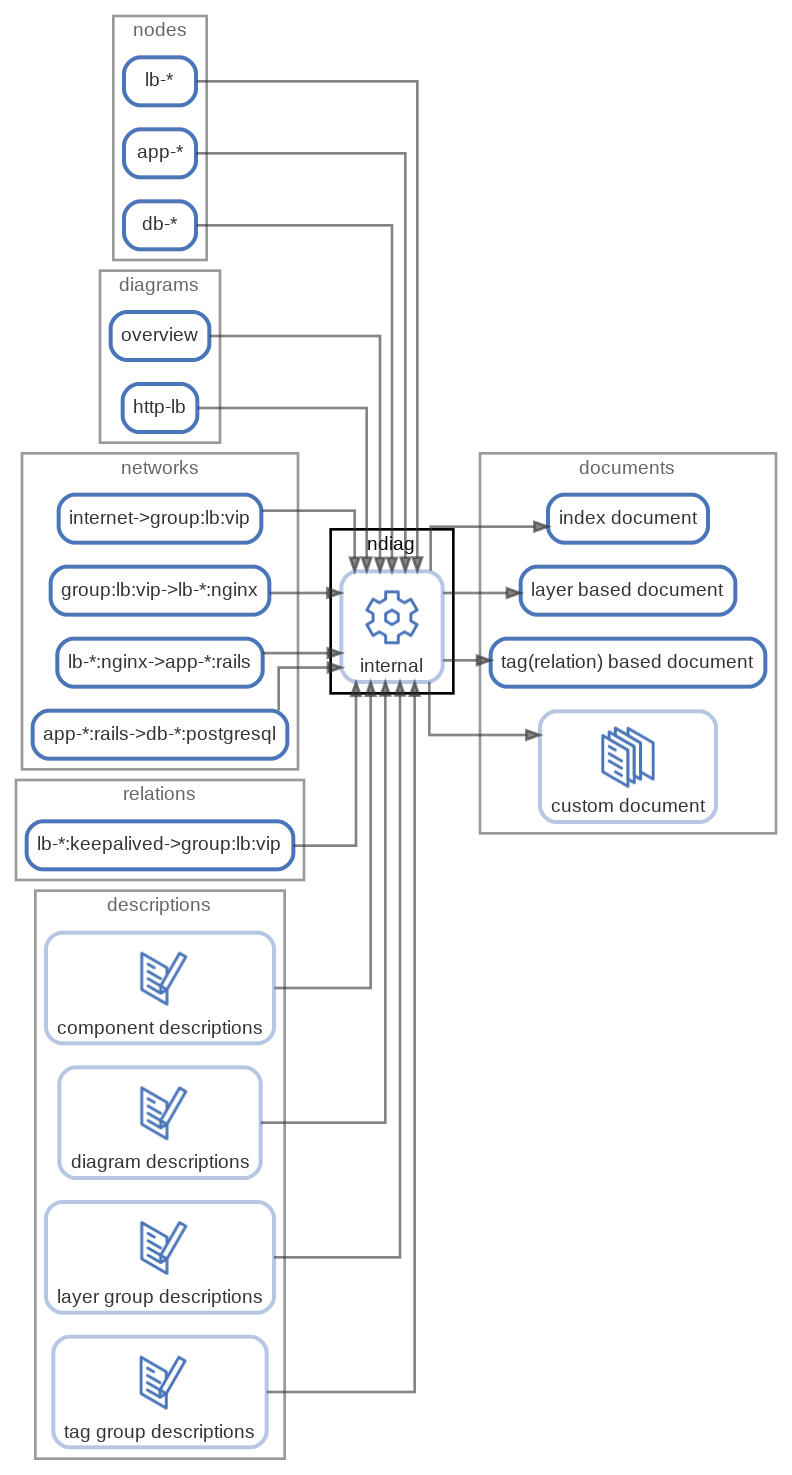 nodes
lb-*
app-*
db-*
diagrams
overview
http-lb
networks
internet->group:lb:vip
group:lb:vip->lb-*:nginx
lb-*:nginx->app-*:rails
app-*:rails->db-*:postgresql
relations
lb-*:keepalived->group:lb:vip
descriptions
component descriptions
diagram descriptions
layer group descriptions
tag group descriptions
ndiag
internal
documents
index document
layer based document
tag(relation) based document
custom document